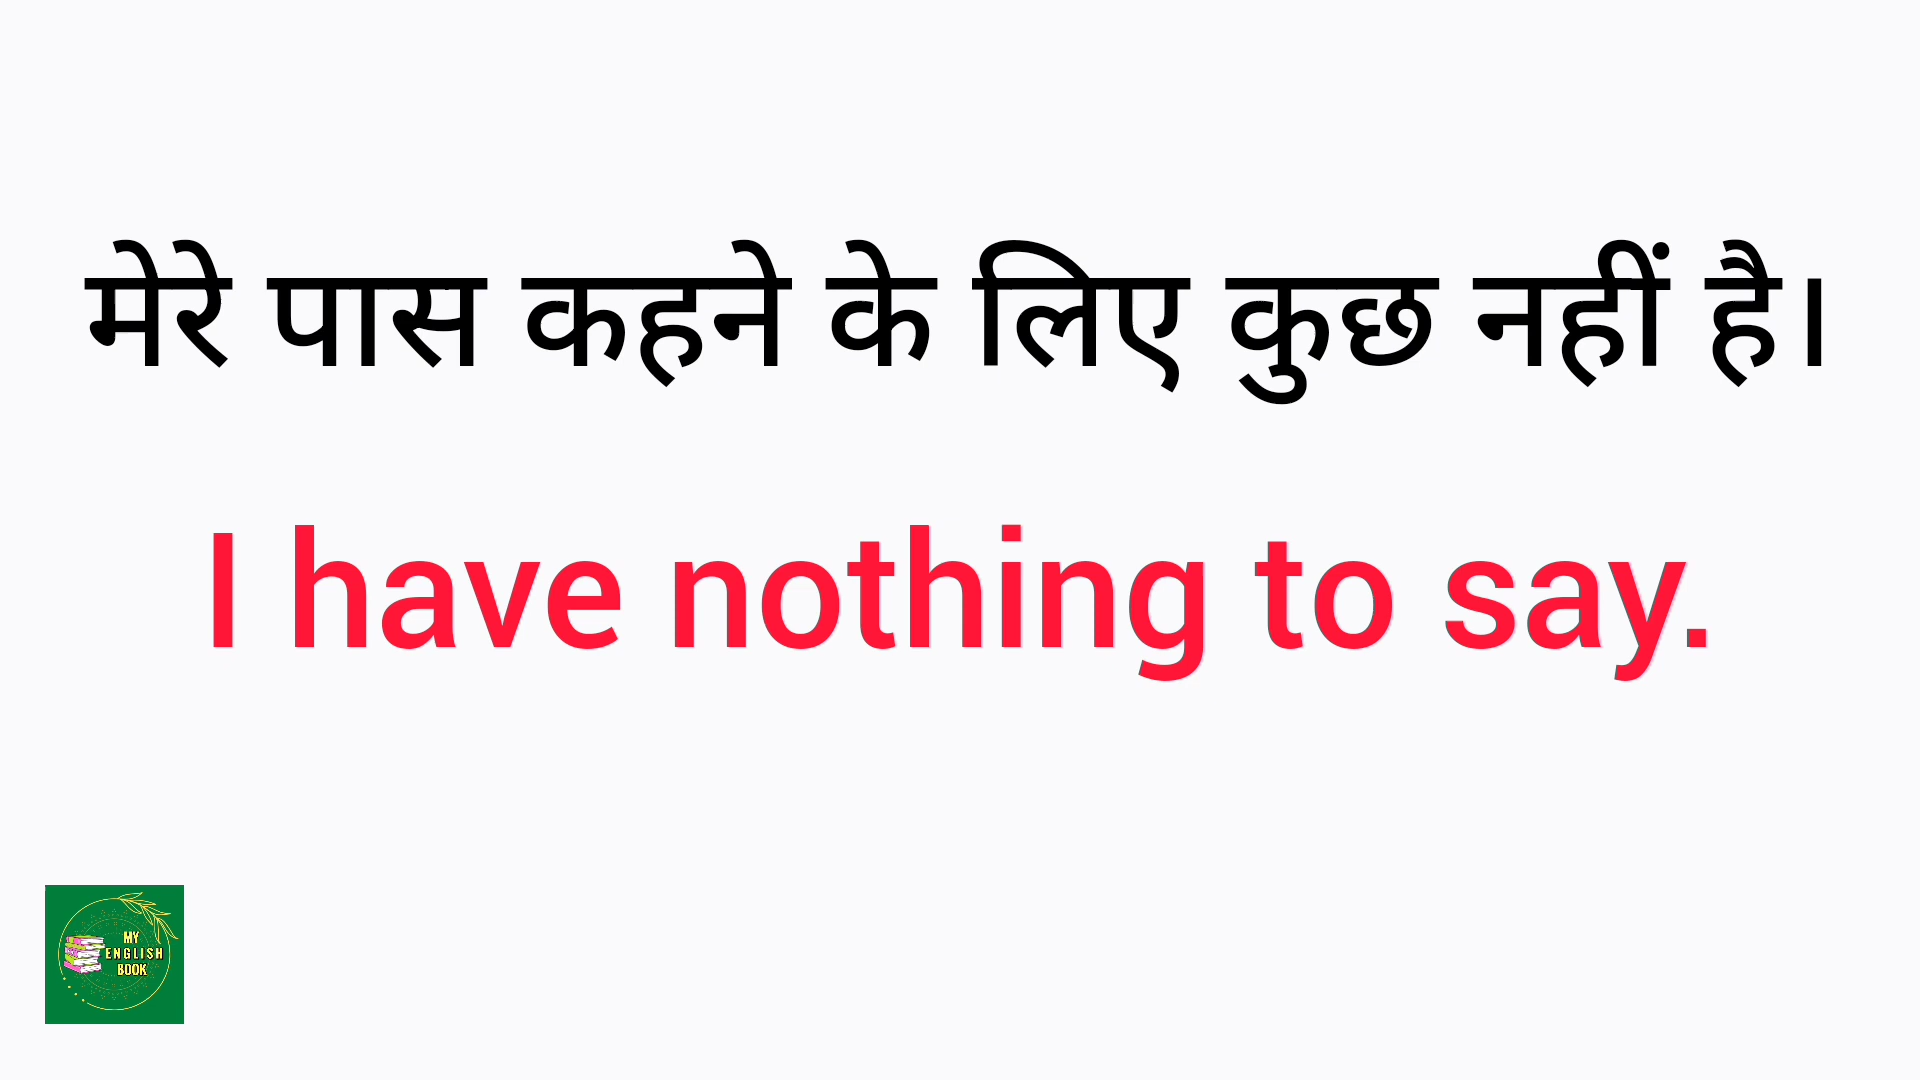 मेरे पास कहने के लिए कुछ नहीं है।
I have nothing to say.
MY
ENGLISH
BOOK